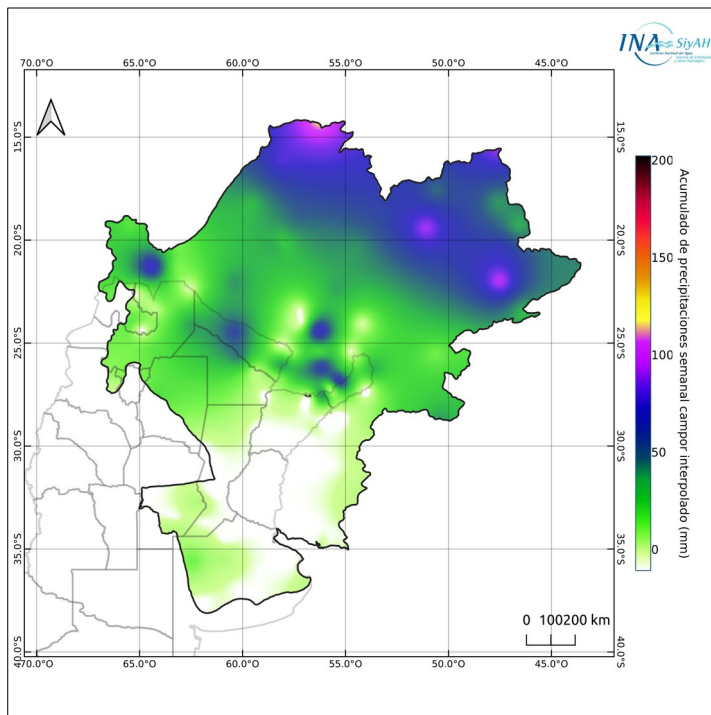 INA SiyAH
70.0°O 65.0°O 60.0°O 55.0°O 50.0°O 45.0°O
15.0°S 15.0°S
20.0°S 20.0°S
25.0°S 25.0°S
30.0°S 30.0°S
35.0°S 35.0°S
40.0°S 40.0°S
70.0°O 65.0°O 60.0°O 55.0°O 50.0°O 45.0°O
0 100200 km
200
150
100
50
0
Acumulado de precipitaciones semanal campor interpolado (mm)